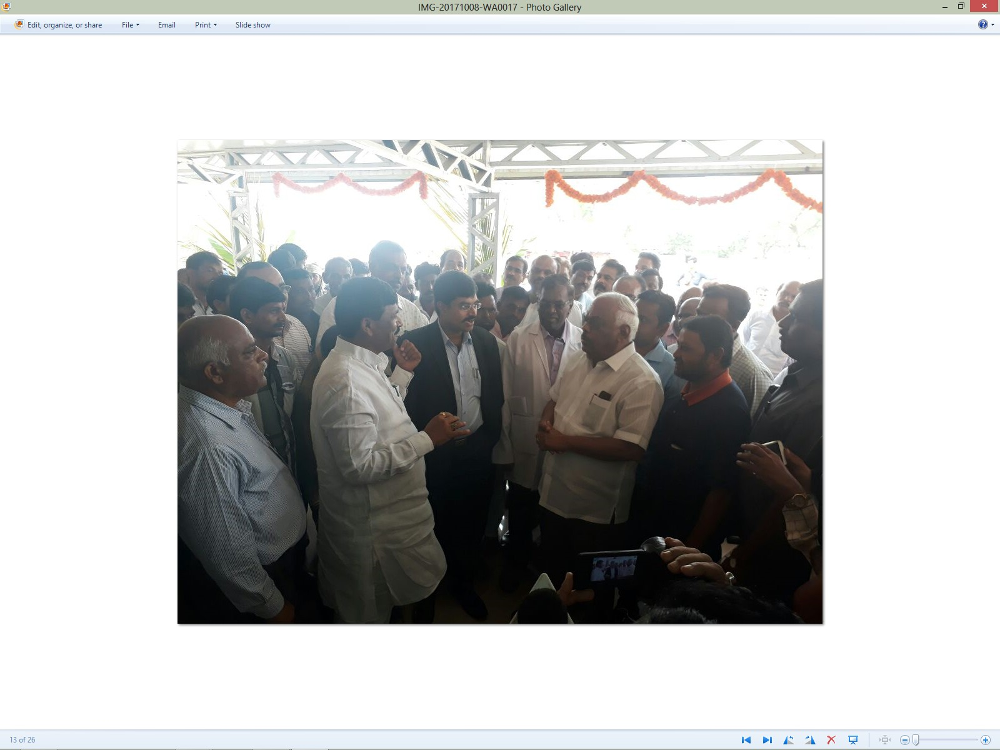 IMG-20171008-WA0017 - Photo Gallery
Edit, organize, or share
File
Email
Print
Slide show
13 of 26